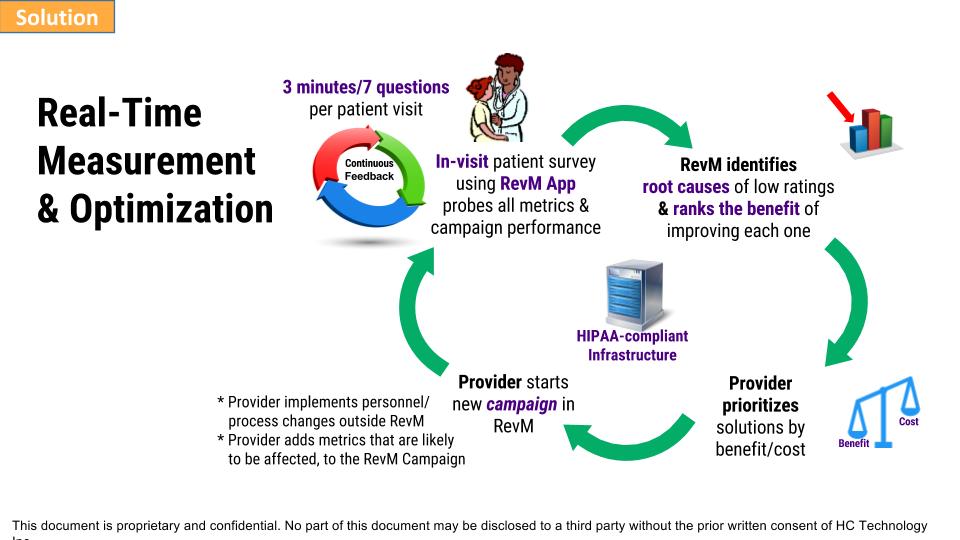 Solution
Real-Time
Measurement
& Optimization
3 minutes/7 questions
per patient visit
Continuous
Feedback
In-visit patient survey
using RevM App
probes all metrics &
campaign performance
RevM identifies
root causes of low ratings
& ranks the benefit of
improving each one
HIPAA-compliant
Infrastructure
Provider
prioritizes
solutions by
benefit/cost
Benefit
Cost
Provider starts
new campaign in
RevM
* Provider implements personnel/
process changes outside RevM
* Provider adds metrics that are likely
to be affected, to the RevM Campaign
This document is proprietary and confidential. No part of this document may be disclosed to a third party without the prior written consent of HC Technology